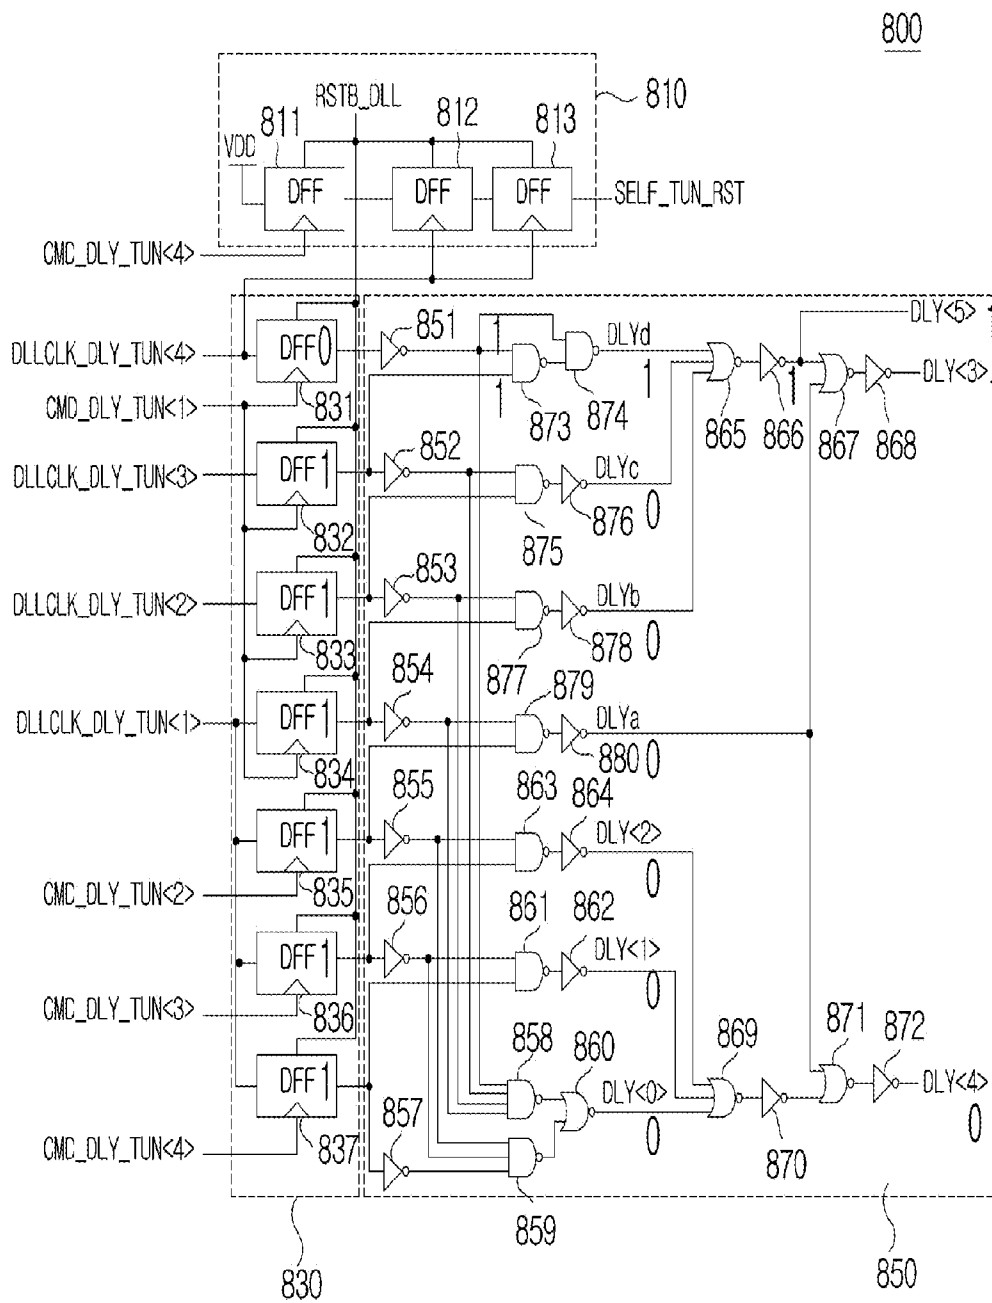 800
RSTB_DLL
810
811
812
813
VDD
DFF
DFF
DFF
SELF_TUN_RST
CMC_DLY_TUN<4>
DLLCLK_DLY_TUN<4>
DFF 0
831
851
1
1
873
874
DLYd
1
865
866
1
867
868
DLY<5>
1
DLY<3>
CMD_DLY_TUN<1>
DLLCLK_DLY_TUN<3>
DFF 1
832
852
875
876
DLYc
0
DLLCLK_DLY_TUN<2>
DFF 1
833
853
877
878
DLYb
0
DLLCLK_DLY_TUN<1>
DFF 1
834
854
879
880
DLYa
0
DFF 1
835
855
863
864
DLY<2>
0
CMC_DLY_TUN<2>
DFF 1
836
856
861
862
DLY<1>
0
CMC_DLY_TUN<3>
DFF 1
837
857
858
859
860
DLY<0>
0
869
870
871
872
DLY<4>
0
CMC_DLY_TUN<4>
830
850